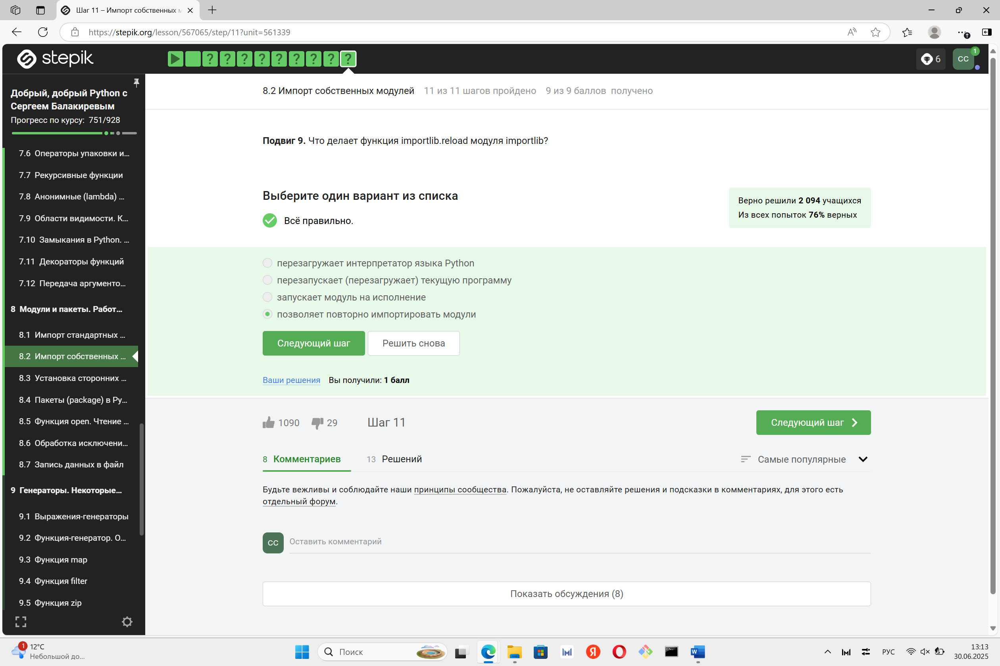 Шаг 11 – Импорт собственных м
https://stepik.org/lesson/567065/step/11?unit=561339
stepik
6
CC
1
Добрый, добрый Python с
Сергеем Балакиревым
Прогресс по курсу: 751/928
7.6 Операторы упаковки и...
7.7 Рекурсивные функции
7.8 Анонимные (lambda) ...
7.9 Области видимости. К...
7.10 Замыкания в Python. ...
7.11 Декораторы функций
7.12 Передача аргументо...
8 Модули и пакеты. Работ...
8.1 Импорт стандартных ...
8.2 Импорт собственных ...
8.3 Установка сторонних ...
8.4 Пакеты (package) в Py...
8.5 Функция open. Чтение ...
8.6 Обработка исключени...
8.7 Запись данных в файл
9 Генераторы. Некоторые...
9.1 Выражения-генераторы
9.2 Функция-генератор. О...
9.3 Функция map
9.4 Функция filter
9.5 Функция zip
8.2 Импорт собственных модулей 11 из 11 шагов пройдено 9 из 9 баллов получено
Подвиг 9. Что делает функция importlib.reload модуля importlib?
Выберите один вариант из списка
Всё правильно.
Верно решили 2 094 учащихся
Из всех попыток 76% верных
перезагружает интерпретатор языка Python
перезапускает (перезагружает) текущую программу
запускает модуль на исполнение
позволяет повторно импортировать модули
Следующий шаг Решить снова
Ваши решения Вы получили: 1 балл
1090 29 Шаг 11 Следующий шаг
8 Комментариев 13 Решений Самые популярные
Будьте вежливы и соблюдайте наши принципы сообщества. Пожалуйста, не оставляйте решения и подсказки в комментариях, для этого есть
отдельный форум.
CC Оставить комментарий
Показать обсуждения (8)
1
12°C
Небольшой до...
Поиск
РУС
13:13
30.06.2025